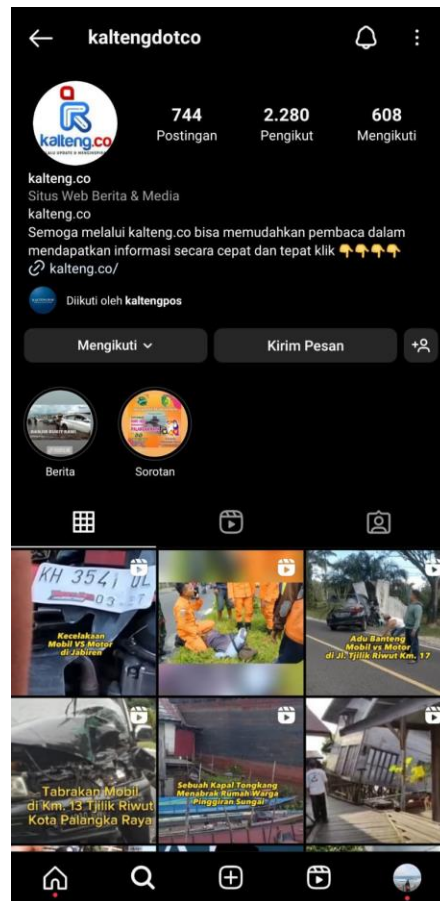 kaltengdotco
kalteng.co
744
Postingan
2.280
Pengikut
608
Mengikuti
kalteng.co
Situs Web Berita & Media
kalteng.co
Semoga melalui kalteng.co bisa memudahkan pembaca dalam
mendapatkan informasi secara cepat dan tepat klik 👇👇👇👇
kalteng.co/
Diikuti oleh kaltengpos
Mengikuti
Kirim Pesan
Berita
Sorotan
KH 3541 UL
03
Kecelakaan
Mobil VS Motor
di Jabiren
Adu Banteng
Mobil vs Motor
di Jl. Tjilik Riwut Km. 17
Tabrakan Mobil
di Km. 13 Tjilik Riwut
Kota Palangka Raya
Sebuah Kapal Tongkang
Menabrak Rumah Warga
Pinggiran Sungai